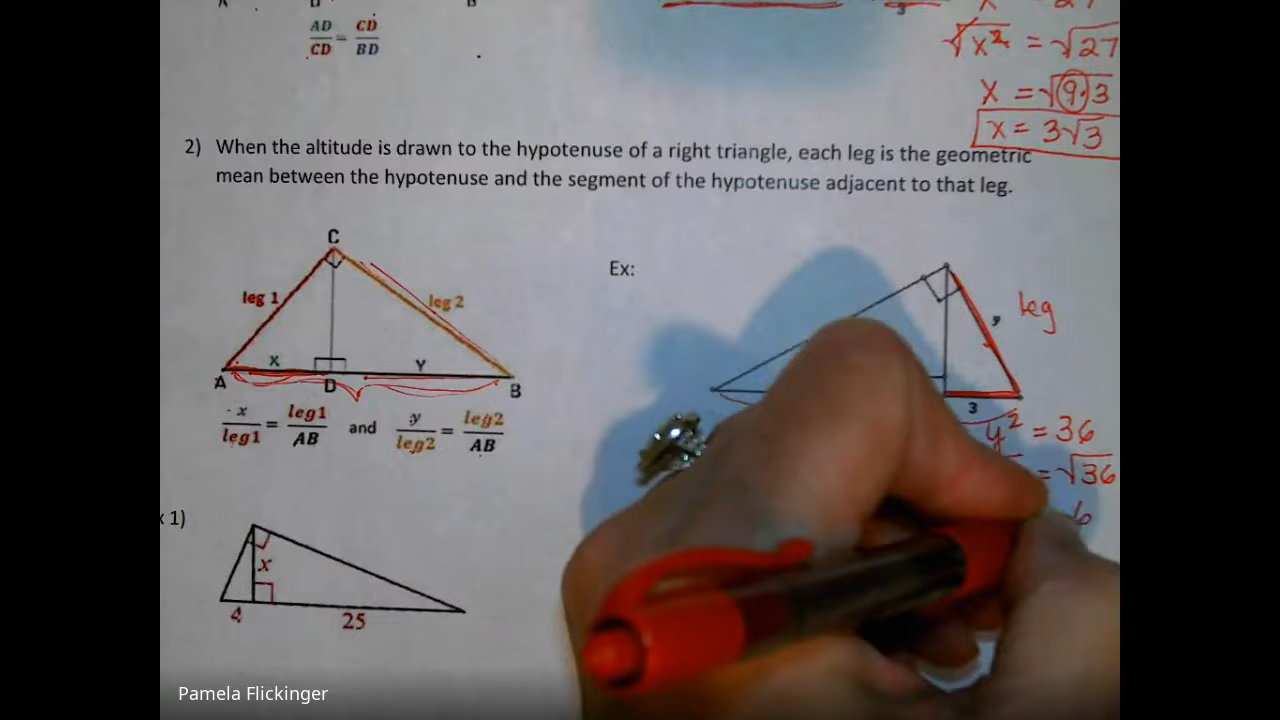 AD/CD = CD/BD
√x² = √27
x = √9·3
x = 3√3
2) When the altitude is drawn to the hypotenuse of a right triangle, each leg is the geometric
mean between the hypotenuse and the segment of the hypotenuse adjacent to that leg.
C
leg 1
leg 2
x
Y
A
D
B
x/leg1 = leg1/AB and y/leg2 = leg2/AB
Ex:
y
leg
3
y² = 36
= √36
6
1)
x
4
25
Pamela Flickinger